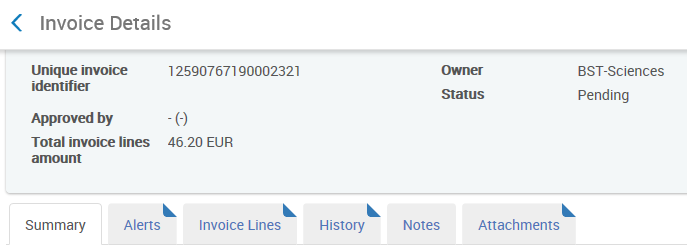 Invoice Details
Unique invoice identifier 12590767190002321
Owner BST-Sciences
Status Pending
Approved by - (-)
Total invoice lines amount 46.20 EUR
Summary Alerts Invoice Lines History Notes Attachments